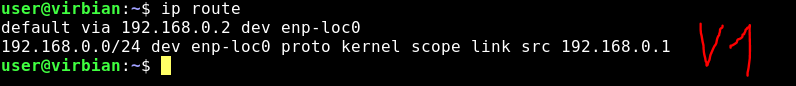 user@virbian:~$ ip route
default via 192.168.0.2 dev enp-loc0
192.168.0.0/24 dev enp-loc0 proto kernel scope link src 192.168.0.1
user@virbian:~$
V1